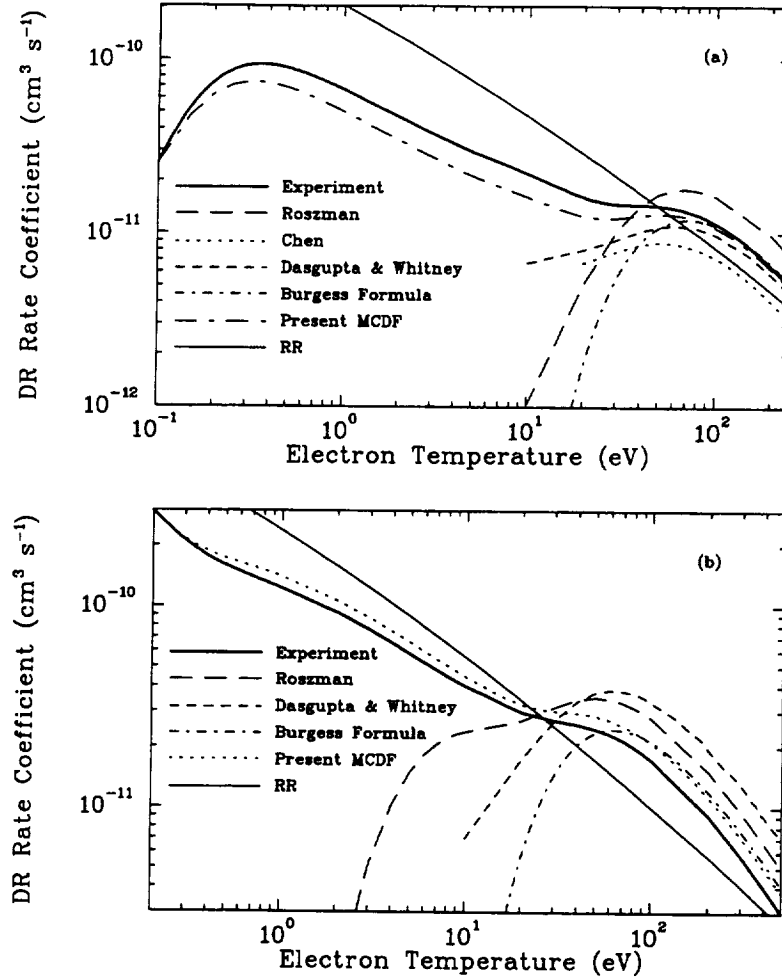 (a)
DR Rate Coefficient (cm³ s⁻¹)
10⁻¹⁰
10⁻¹¹
10⁻¹²
Experiment
Roszman
Chen
Dasgupta & Whitney
Burgess Formula
Present MCDF
RR
10⁻¹ 10⁰ 10¹ 10²
Electron Temperature (eV)
(b)
DR Rate Coefficient (cm³ s⁻¹)
10⁻¹⁰
10⁻¹¹
Experiment
Roszman
Dasgupta & Whitney
Burgess Formula
Present MCDF
RR
10⁰ 10¹ 10²
Electron Temperature (eV)